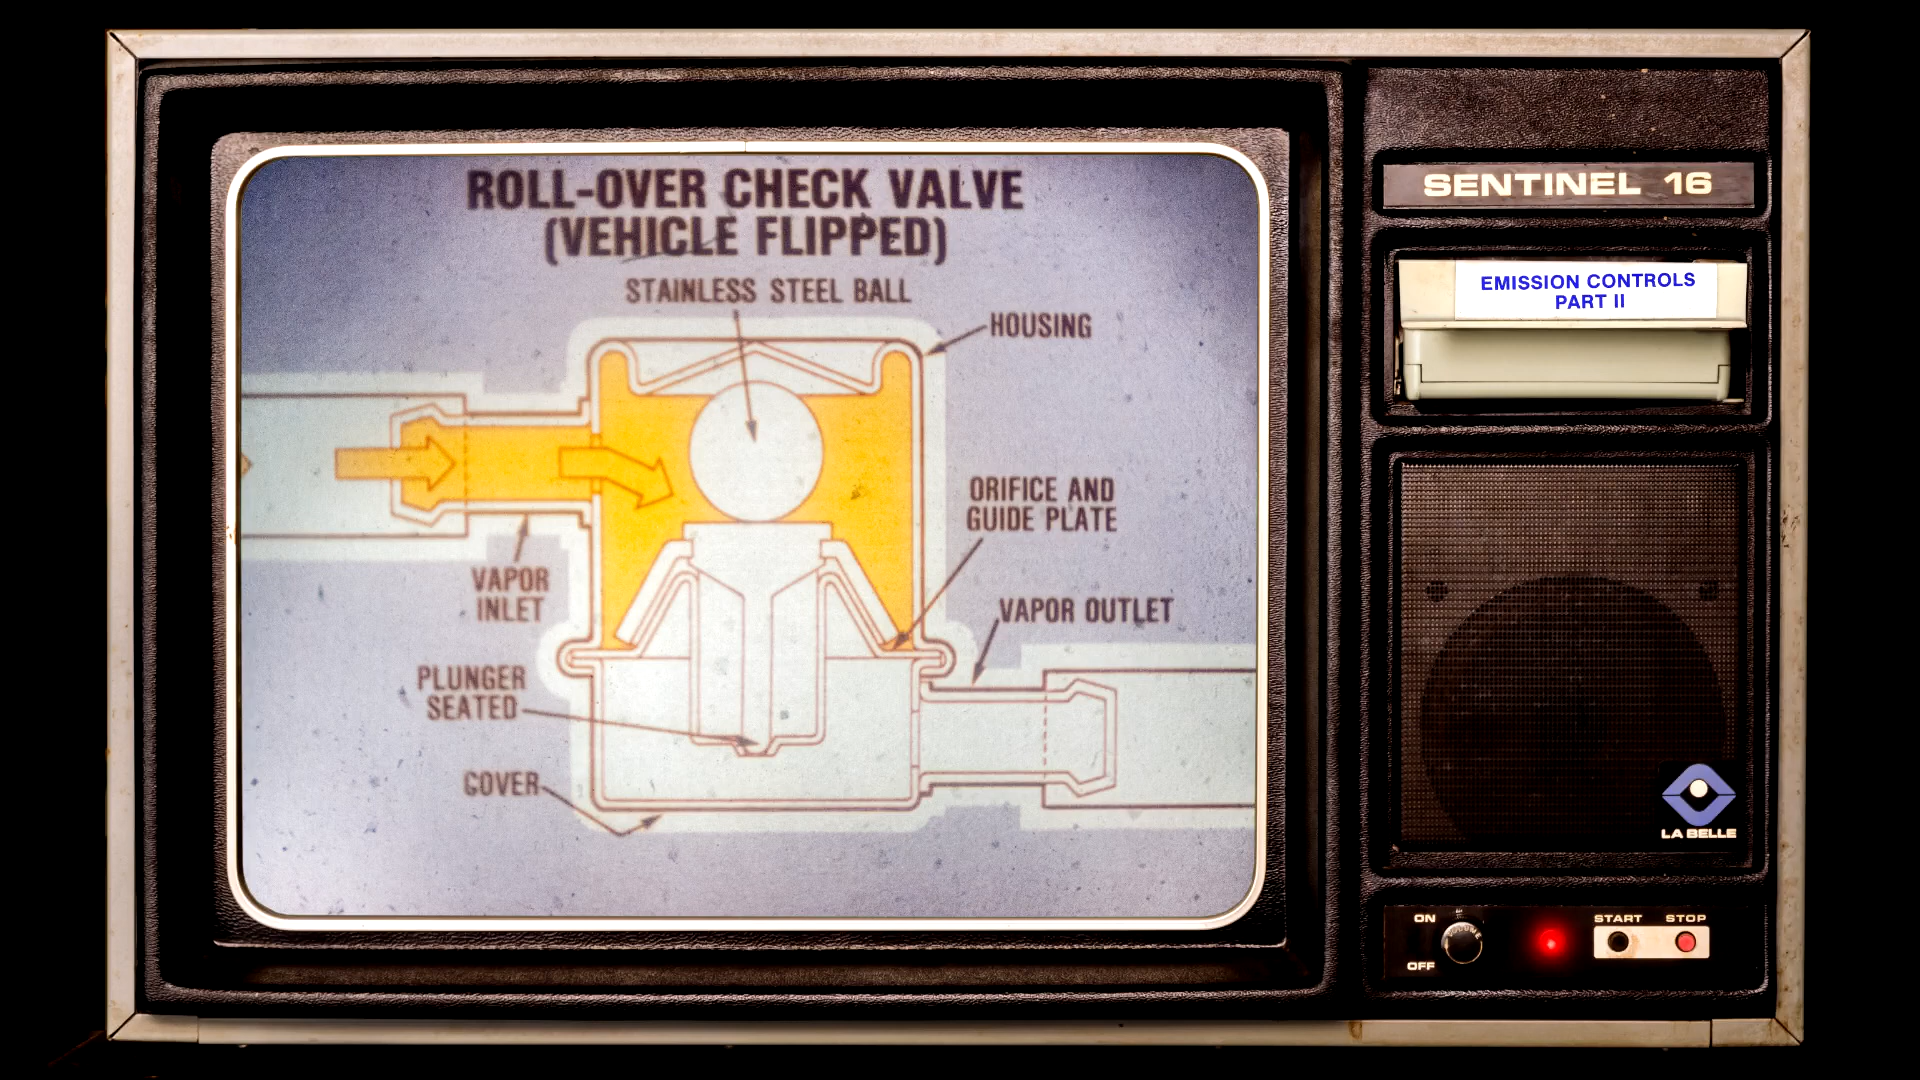 ROLL-OVER CHECK VALVE
(VEHICLE FLIPPED)
STAINLESS STEEL BALL
HOUSING
ORIFICE AND
GUIDE PLATE
VAPOR
INLET
VAPOR OUTLET
PLUNGER
SEATED
COVER
SENTINEL 16
EMISSION CONTROLS
PART II
LA BELLE
ON
OFF
VOLUME
START
STOP